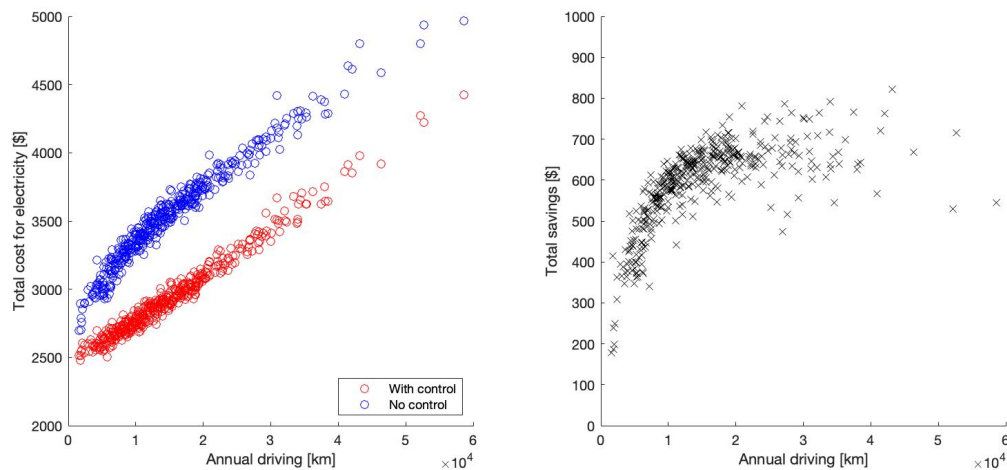 5000
4500
4000
3500
3000
2500
2000
Total cost for electricity [$]
With control
No control
0 1 2 3 4 5 6
Annual driving [km]
×10⁴
1000
900
800
700
600
500
400
300
200
100
0
Total savings [$]
0 1 2 3 4 5 6
Annual driving [km]
×10⁴